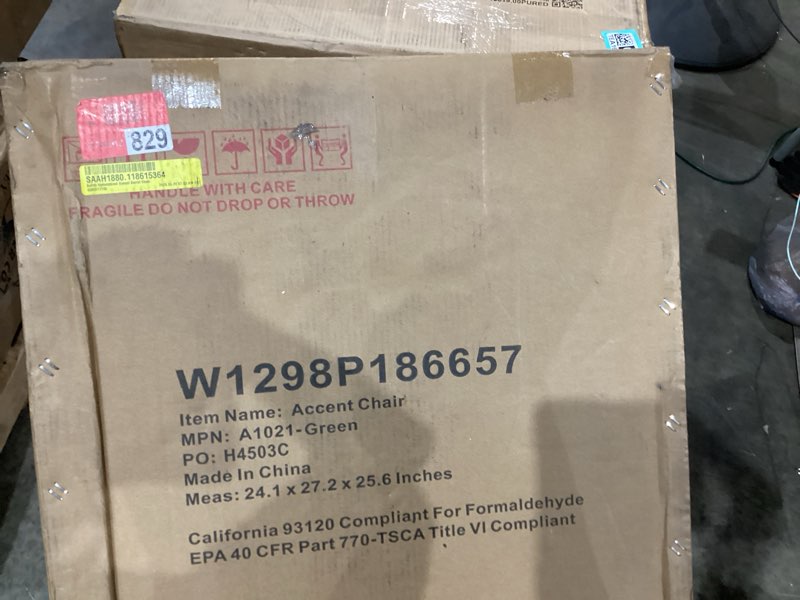 829
SAAH1880.118615364
HANDLE WITH CARE
FRAGILE DO NOT DROP OR THROW
W1298P186657
Item Name: Accent Chair
MPN: A1021-Green
PO: H4503C
Made In China
Meas: 24.1 x 27.2 x 25.6 Inches
California 93120 Compliant For Formaldehyde
EPA 40 CFR Part 770-TSCA Title VI Compliant